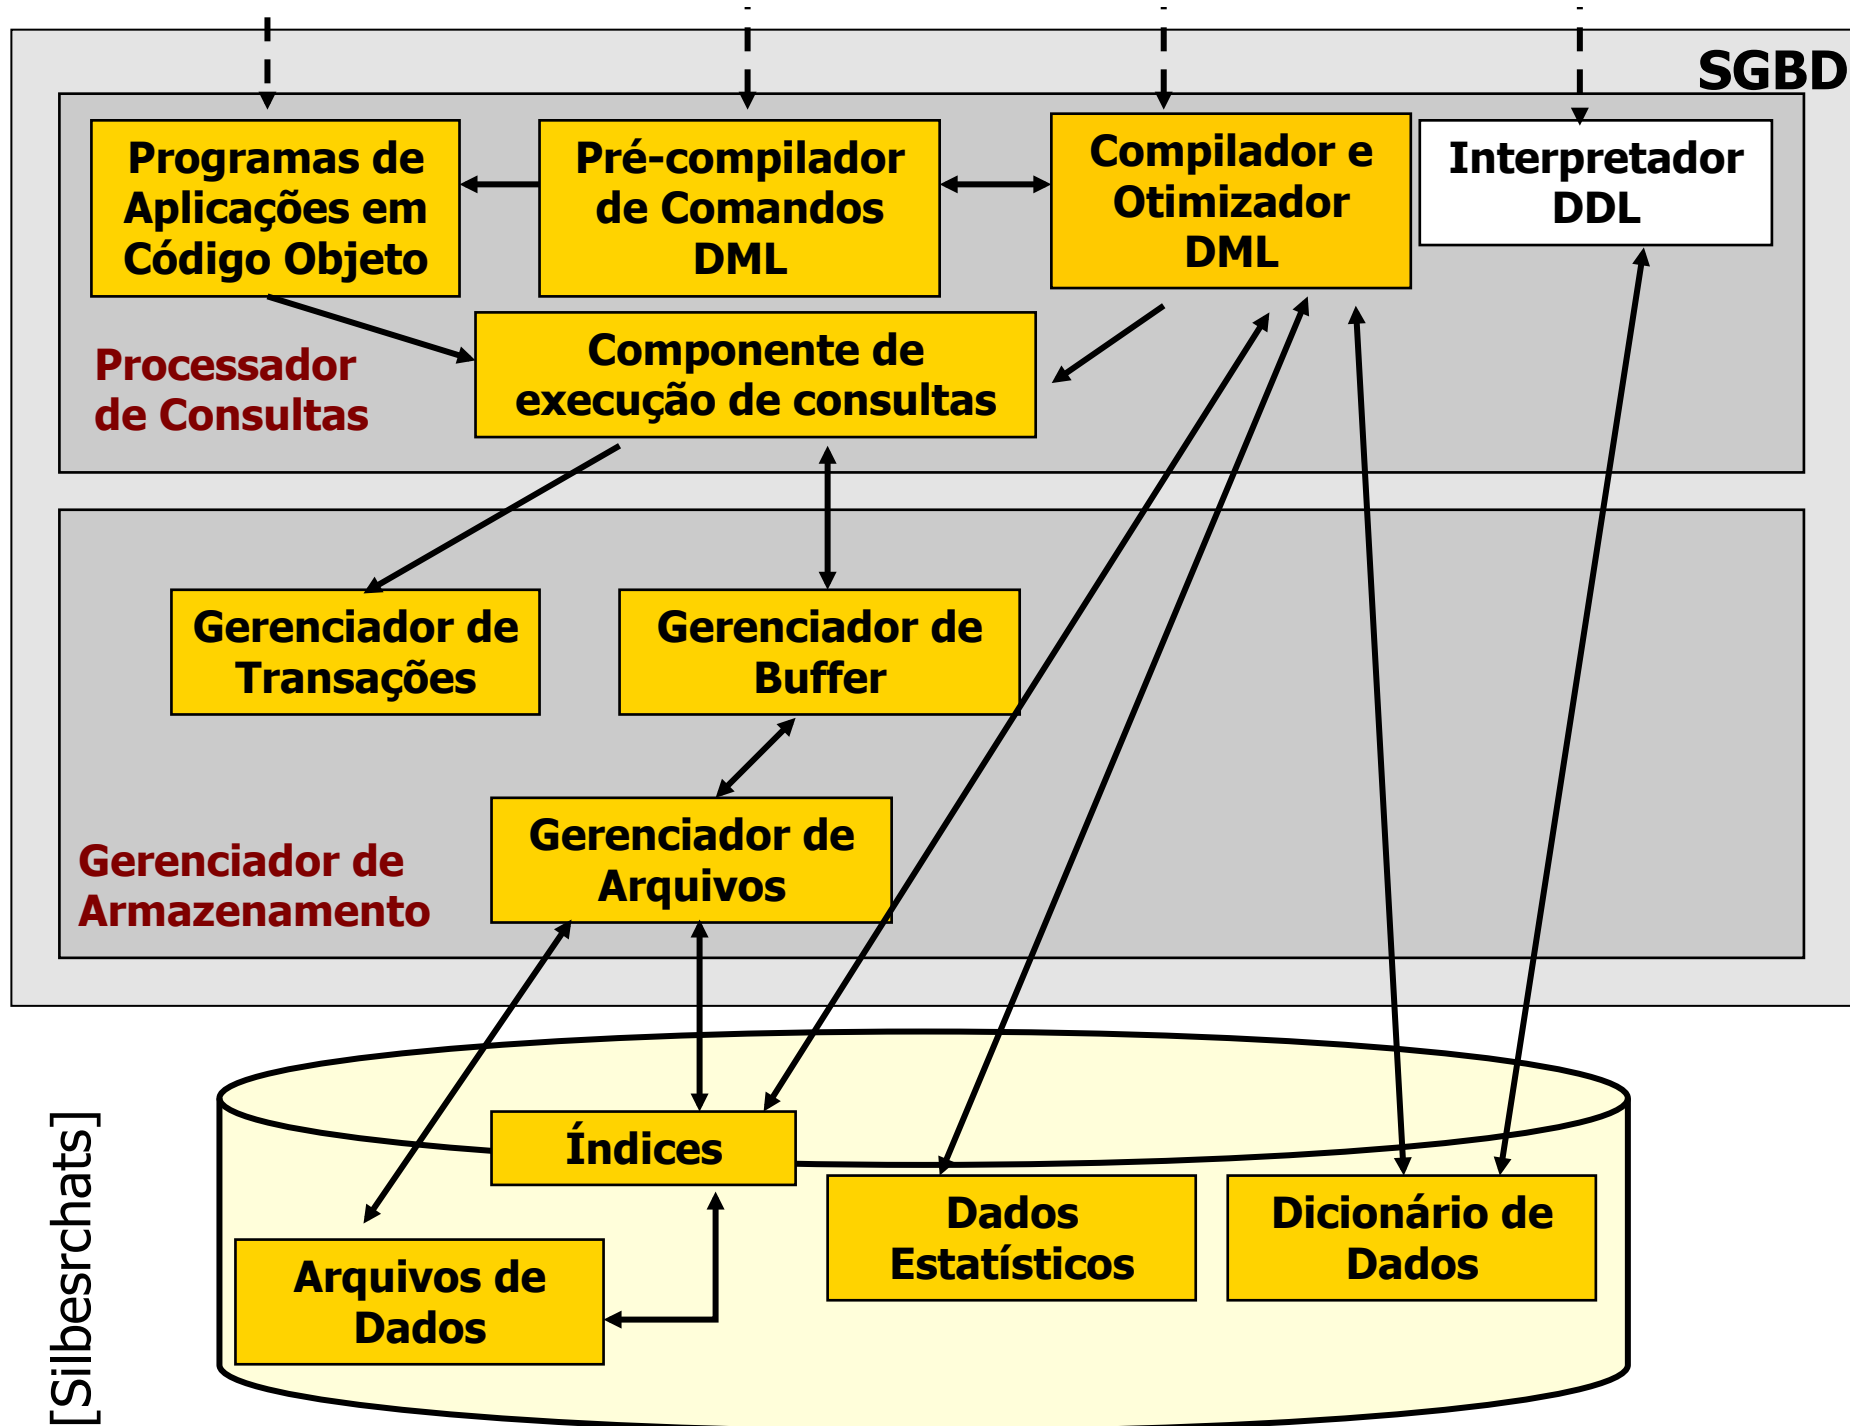 SGBD
Programas de
Aplicações em
Código Objeto
Pré-compilador
de Comandos
DML
Compilador e
Otimizador
DML
Interpretador
DDL
Componente de
execução de consultas
Processador
de Consultas
Gerenciador de
Transações
Gerenciador de
Buffer
Gerenciador de
Arquivos
Gerenciador de
Armazenamento
Índices
Dados
Estatísticos
Dicionário de
Dados
Arquivos de
Dados
[Silbesrchats]